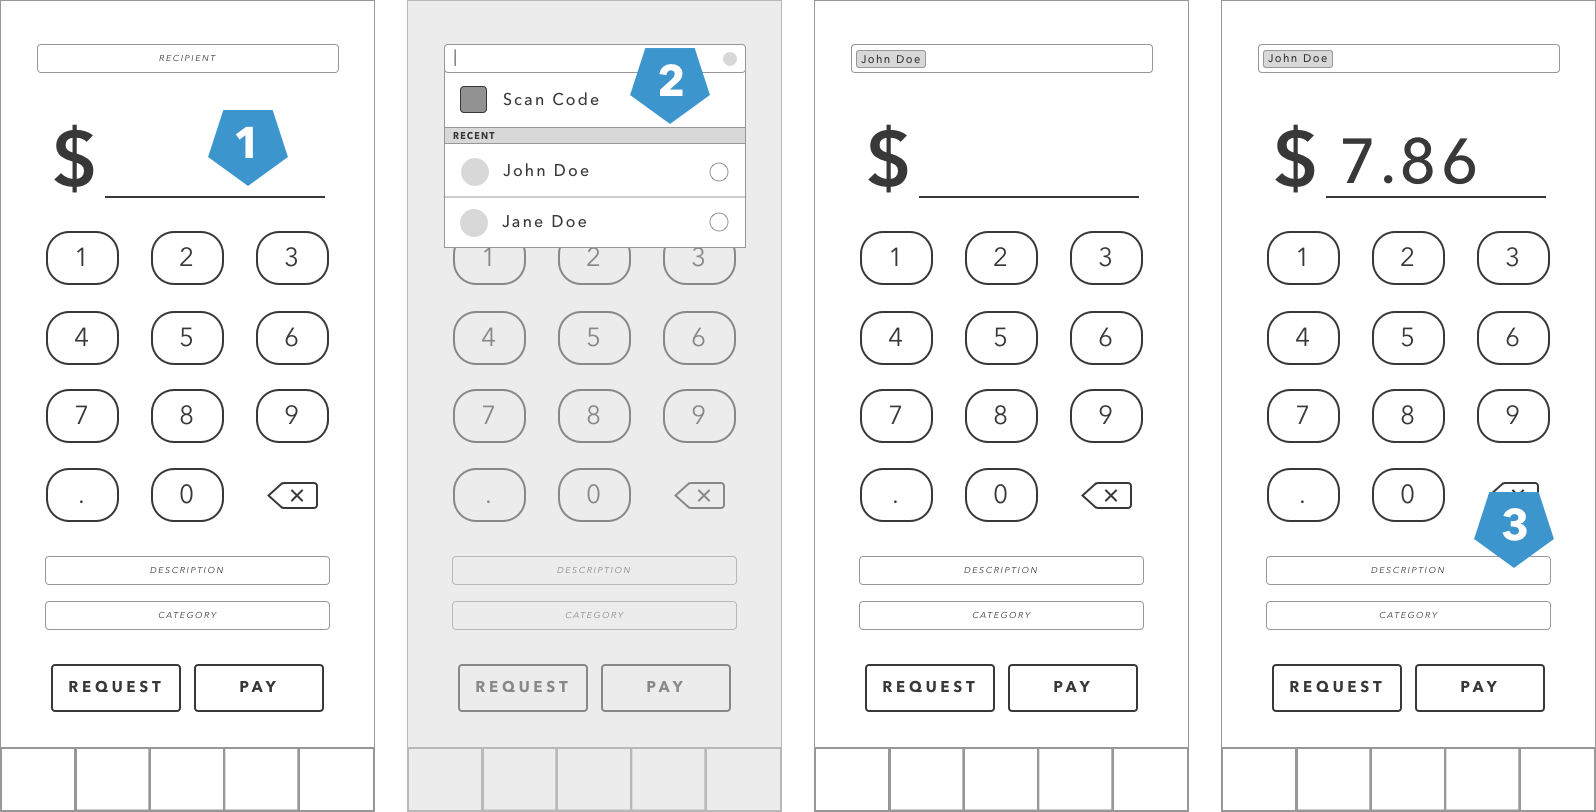 RECIPIENT
$
1
1 2 3
4 5 6
7 8 9
. 0
DESCRIPTION
CATEGORY
REQUEST PAY
2
Scan Code
RECENT
John Doe
Jane Doe
1 2 3
4 5 6
7 8 9
. 0
DESCRIPTION
CATEGORY
REQUEST PAY
John Doe
$
1 2 3
4 5 6
7 8 9
. 0
DESCRIPTION
CATEGORY
REQUEST PAY
John Doe
$ 7.86
1 2 3
4 5 6
7 8 9
. 0
3
DESCRIPTION
CATEGORY
REQUEST PAY